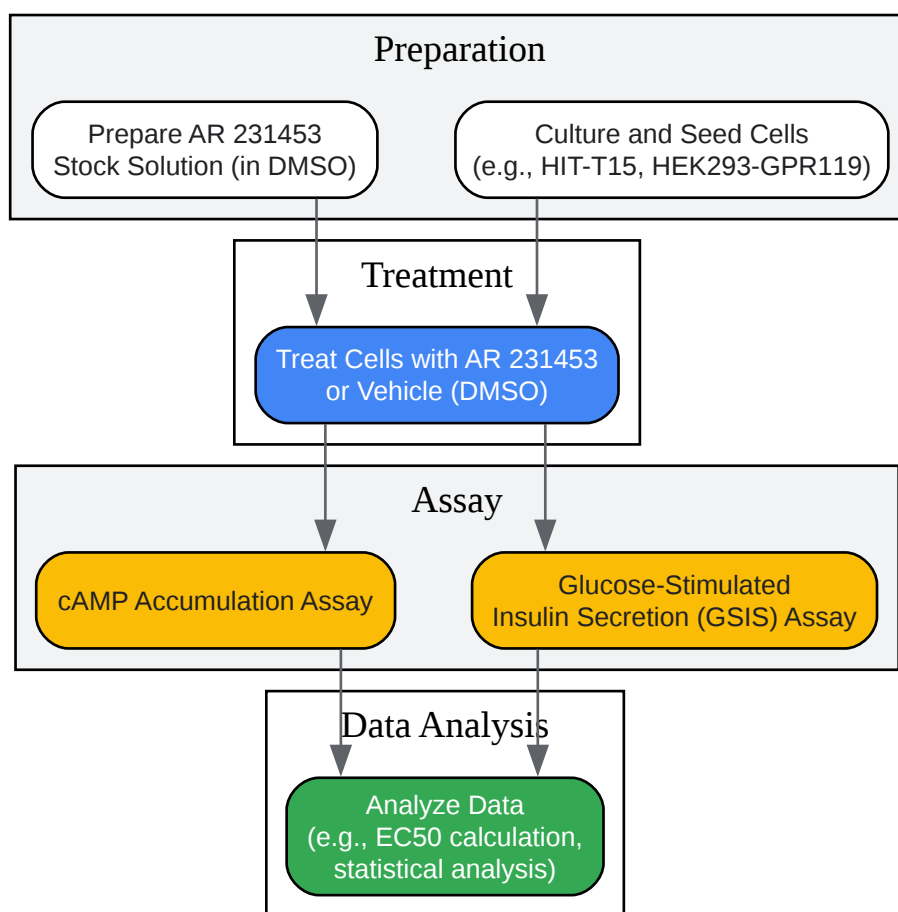 Preparation
Prepare AR 231453
Stock Solution (in DMSO)
Culture and Seed Cells
(e.g., HIT-T15, HEK293-GPR119)
Treatment
Treat Cells with AR 231453
or Vehicle (DMSO)
Assay
cAMP Accumulation Assay
Glucose-Stimulated
Insulin Secretion (GSIS) Assay
Data Analysis
Analyze Data
(e.g., EC50 calculation,
statistical analysis)